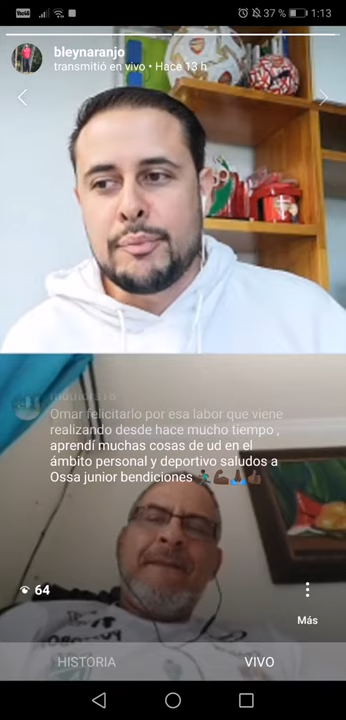 37 %
1:13
bleynaranjo
transmitió en vivo • Hace 13 h
Omar felicitarlo por esa labor que viene
realizando desde hace mucho tiempo ,
aprendí muchas cosas de ud en el
ámbito personal y deportivo saludos a
Ossa junior bendiciones 🏃🏿💪🏿🙏🏿👍🏿
64
Más
HISTORIA
VIVO